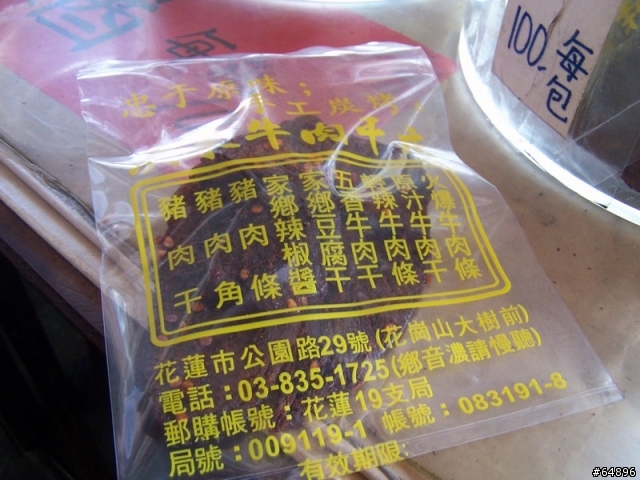 忠于原味；
手工炭烤！
牛肉干
火爆牛肉條
原汁牛肉干
辣牛肉條
五香牛肉干
家鄉豆腐干
家鄉辣椒醬
豬肉條
豬肉角
豬肉干
花蓮市公園路29號(花崗山大樹前)
電話：03-835-1725(鄉音濃請慢聽)
郵購帳號：花蓮19支局
局號：009119-1 帳號：083191-8
有效期限：
每包
100.
#64896